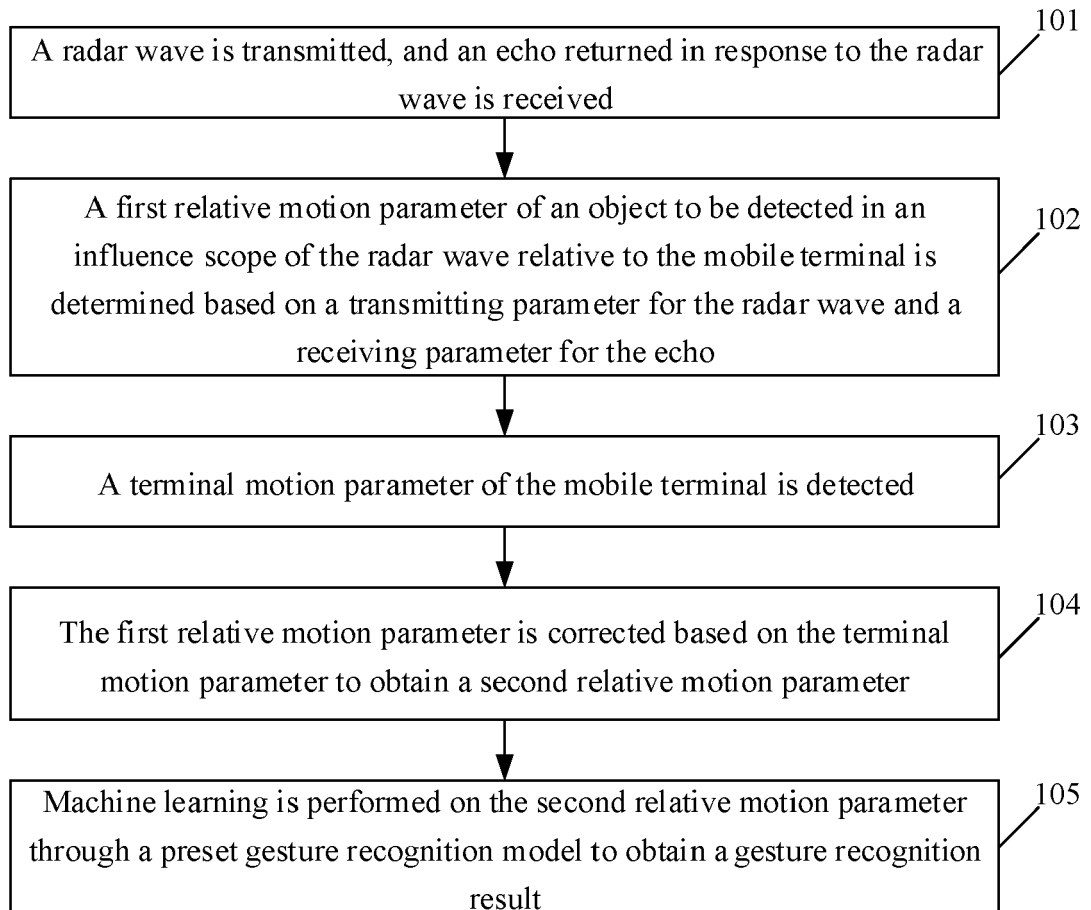 101
A radar wave is transmitted, and an echo returned in response to the radar
wave is received
102
A first relative motion parameter of an object to be detected in an
influence scope of the radar wave relative to the mobile terminal is
determined based on a transmitting parameter for the radar wave and a
receiving parameter for the echo
103
A terminal motion parameter of the mobile terminal is detected
104
The first relative motion parameter is corrected based on the terminal
motion parameter to obtain a second relative motion parameter
105
Machine learning is performed on the second relative motion parameter
through a preset gesture recognition model to obtain a gesture recognition
result